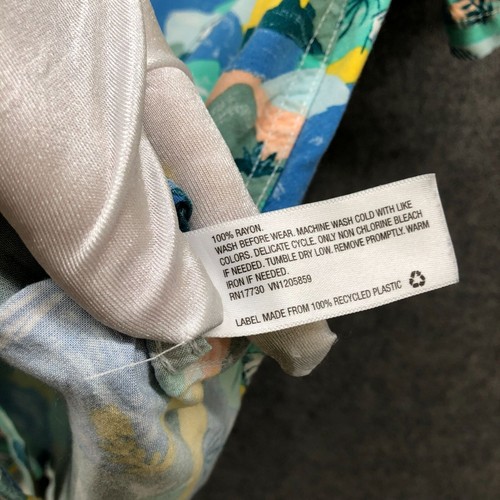 100% RAYON.
WASH BEFORE WEAR. MACHINE WASH COLD WITH LIKE
COLORS. DELICATE CYCLE. ONLY NON CHLORINE BLEACH
IF NEEDED. TUMBLE DRY LOW. REMOVE PROMPTLY. WARM
IRON IF NEEDED.
RN17730 VN1205859
LABEL MADE FROM 100% RECYCLED PLASTIC